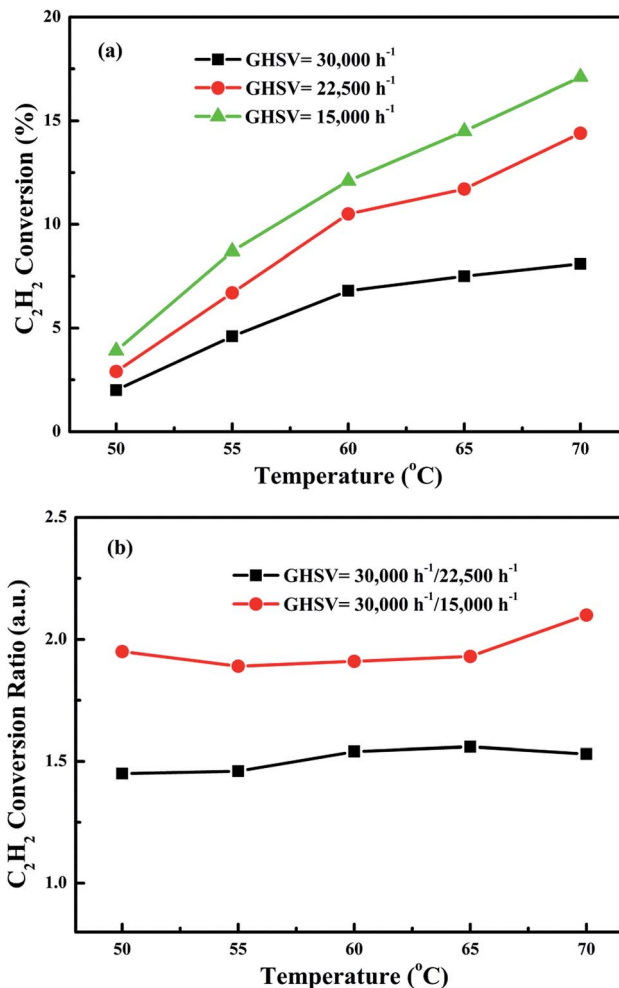 20
15
10
5
0
C₂H₂ Conversion (%)
(a)
GHSV= 30,000 h⁻¹
GHSV= 22,500 h⁻¹
GHSV= 15,000 h⁻¹
50 55 60 65 70
Temperature (°C)
2.5
2.0
1.5
1.0
C₂H₂ Conversion Ratio (a.u.)
(b)
GHSV= 30,000 h⁻¹/22,500 h⁻¹
GHSV= 30,000 h⁻¹/15,000 h⁻¹
50 55 60 65 70
Temperature (°C)